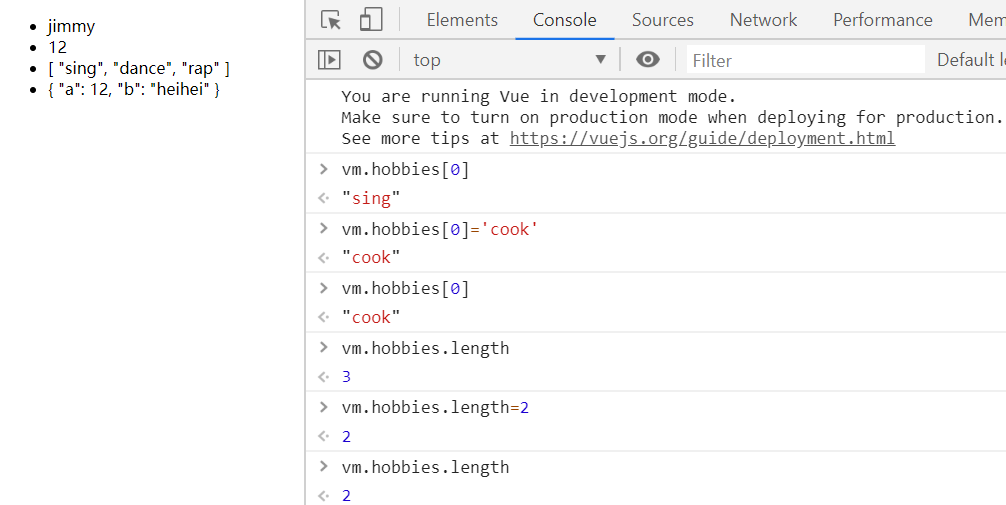 jimmy
12
[ "sing", "dance", "rap" ]
{ "a": 12, "b": "heihei" }
Elements Console Sources Network Performance Mem
top Filter Default l
You are running Vue in development mode.
Make sure to turn on production mode when deploying for production.
See more tips at https://vuejs.org/guide/deployment.html
> vm.hobbies[0]
"sing"
> vm.hobbies[0]='cook'
"cook"
> vm.hobbies[0]
"cook"
> vm.hobbies.length
3
> vm.hobbies.length=2
2
> vm.hobbies.length
2